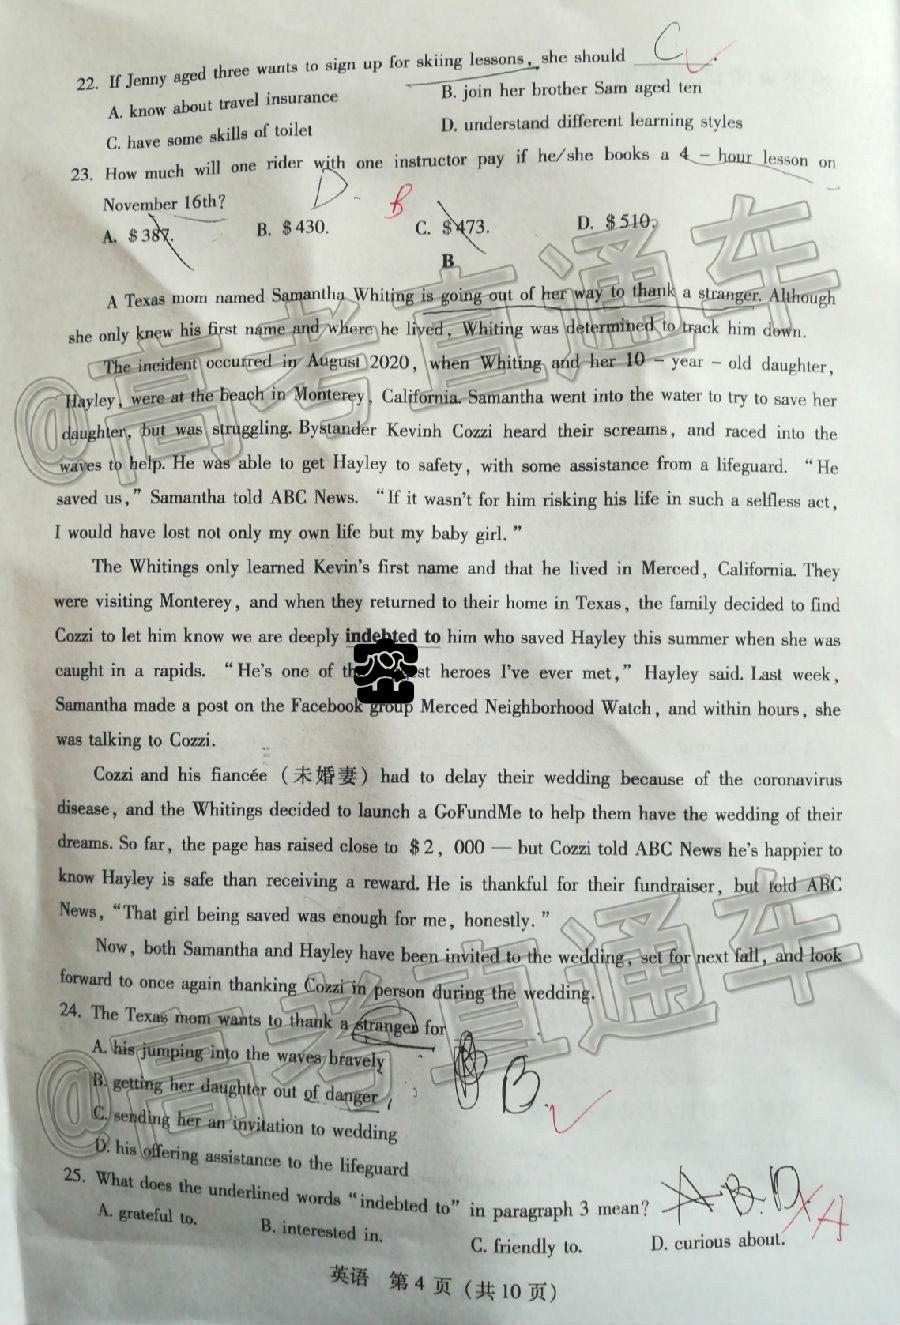 22. If Jenny aged three wants to sign up for skiing lessons, she should ______. C
A. know about travel insurance B. join her brother Sam aged ten
C. have some skills of toilet D. understand different learning styles
23. How much will one rider with one instructor pay if he/she books a 4 - hour lesson on
November 16th? D. B
A. $387. B. $430. C. $473. D. $510.
B
A Texas mom named Samantha Whiting is going out of her way to thank a stranger. Although
she only knew his first name and where he lived, Whiting was determined to track him down.
The incident occurred in August 2020, when Whiting and her 10 - year - old daughter,
Hayley, were at the beach in Monterey, California. Samantha went into the water to try to save her
daughter, but was struggling. Bystander Kevinh Cozzi heard their screams, and raced into the
waves to help. He was able to get Hayley to safety, with some assistance from a lifeguard. “He
saved us,” Samantha told ABC News. “If it wasn't for him risking his life in such a selfless act,
I would have lost not only my own life but my baby girl.”
The Whitings only learned Kevin's first name and that he lived in Merced, California. They
were visiting Monterey, and when they returned to their home in Texas, the family decided to find
Cozzi to let him know we are deeply indebted to him who saved Hayley this summer when she was
caught in a rapids. “He's one of heroes I've ever met,” Hayley said. Last week,
Samantha made a post on the Facebook group Merced Neighborhood Watch, and within hours, she
was talking to Cozzi.
Cozzi and his fiancée (未婚妻) had to delay their wedding because of the coronavirus
disease, and the Whitings decided to launch a GoFundMe to help them have the wedding of their
dreams. So far, the page has raised close to $2, 000 — but Cozzi told ABC News he's happier to
know Hayley is safe than receiving a reward. He is thankful for their fundraiser, but told ABC
News, “That girl being saved was enough for me, honestly.”
Now, both Samantha and Hayley have been invited to the wedding, set for next fall, and look
forward to once again thanking Cozzi in person during the wedding.
24. The Texas mom wants to thank a stranger for
A. his jumping into the waves bravely
B. getting her daughter out of danger B.
C. sending her an invitation to wedding
D. his offering assistance to the lifeguard
25. What does the underlined words “indebted to” in paragraph 3 mean? A B. D A
A. grateful to. B. interested in. C. friendly to. D. curious about.
英语 第 4 页 (共 10 页)
@高考直通车
@高考直通车